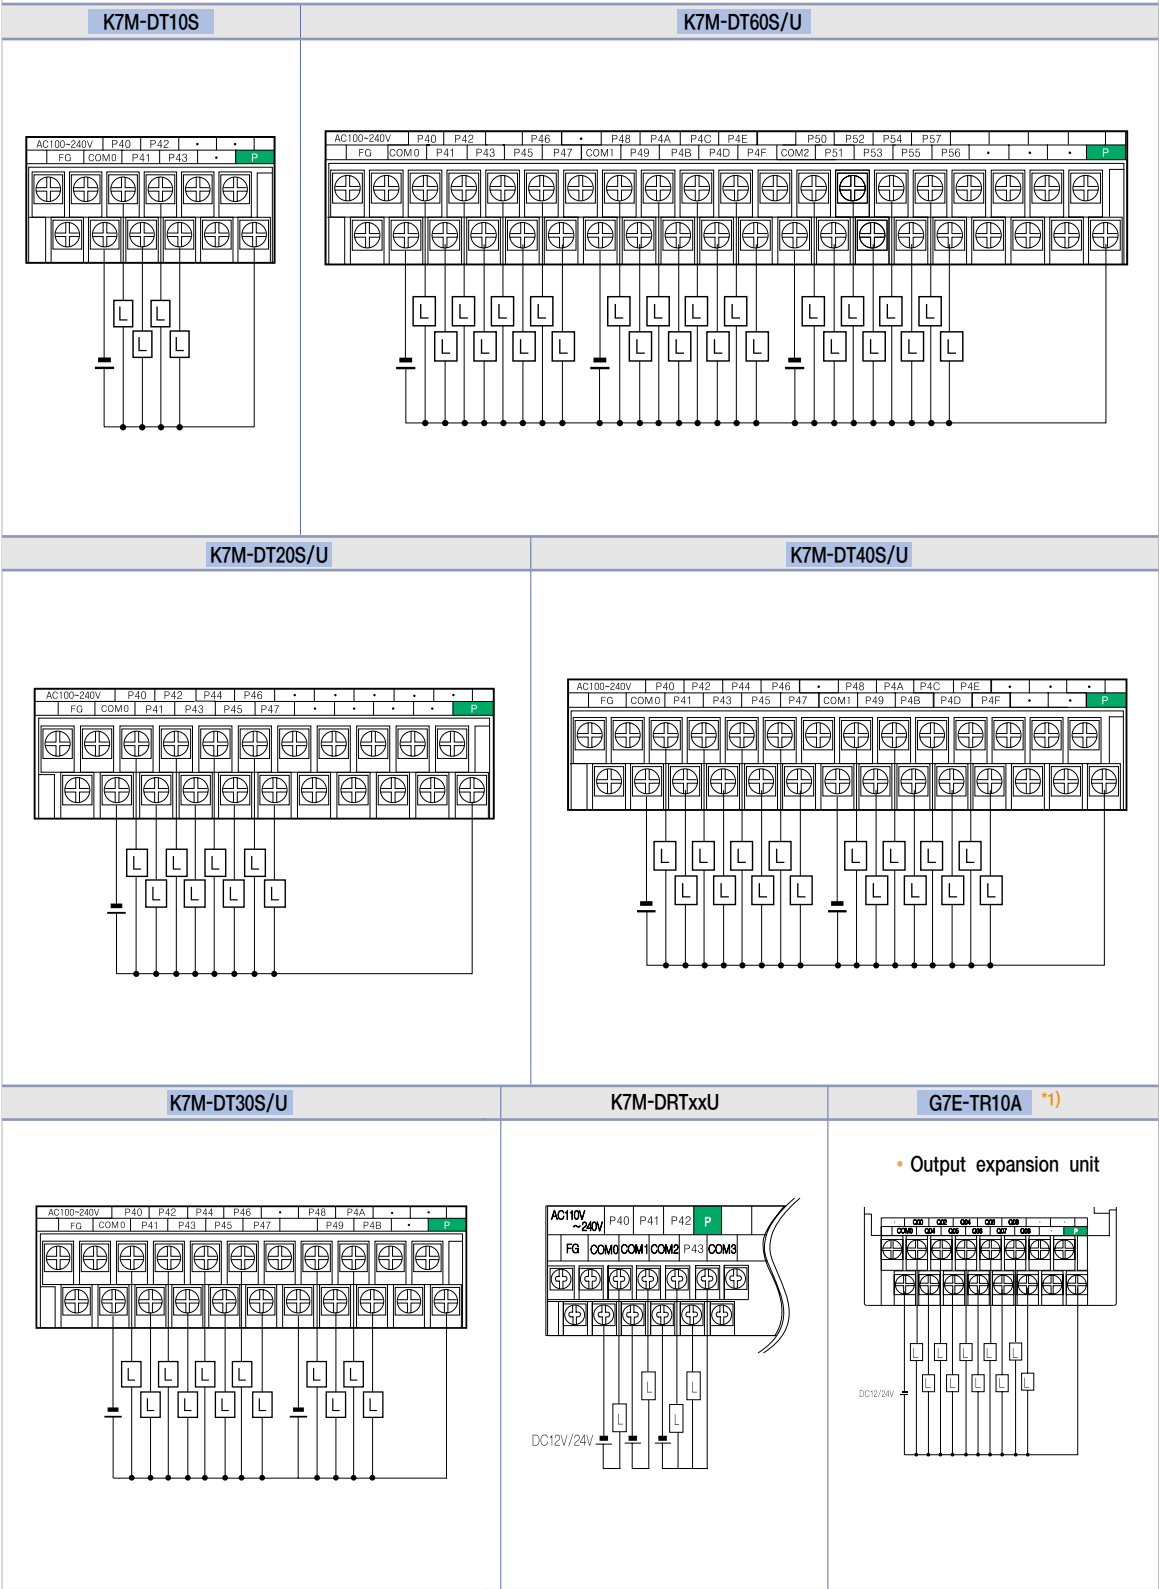 K7M-DT10S
K7M-DT60S/U
AC100~240V P40 P42 • •
FG COM0 P41 P43 • P
L L
L L
AC100~240V P40 P42 P46 • P48 P4A P4C P4E P50 P52 P54 P57
FG COM0 P41 P43 P45 P47 COM1 P49 P4B P4D P4F COM2 P51 P53 P55 P56 • • • P
L L L L L L L L L L L L
L L L L L L L L L L L L
K7M-DT20S/U
K7M-DT40S/U
AC100~240V P40 P42 P44 P46 • • • • • •
FG COM0 P41 P43 P45 P47 • • • • P
L L L L
L L L L
AC100~240V P40 P42 P44 P46 • P48 P4A P4C P4E • • •
FG COM0 P41 P43 P45 P47 COM1 P49 P4B P4D P4F • • P
L L L L L L L L
L L L L L L L L
K7M-DT30S/U
K7M-DRTxxU
G7E-TR10A *1)
• Output expansion unit
AC100~240V P40 P42 P44 P46 • P48 P4A • •
FG COM0 P41 P43 P45 P47 P49 P4B • P
L L L L L L
L L L L L L
AC110V
~240V P40 P41 P42 P
FG COM0 COM1 COM2 P43 COM3
L L
L L
DC12V/24V
COM0 Q04 Q05 Q06 Q07 P
L L L L L
L L L L L
DC12/24V